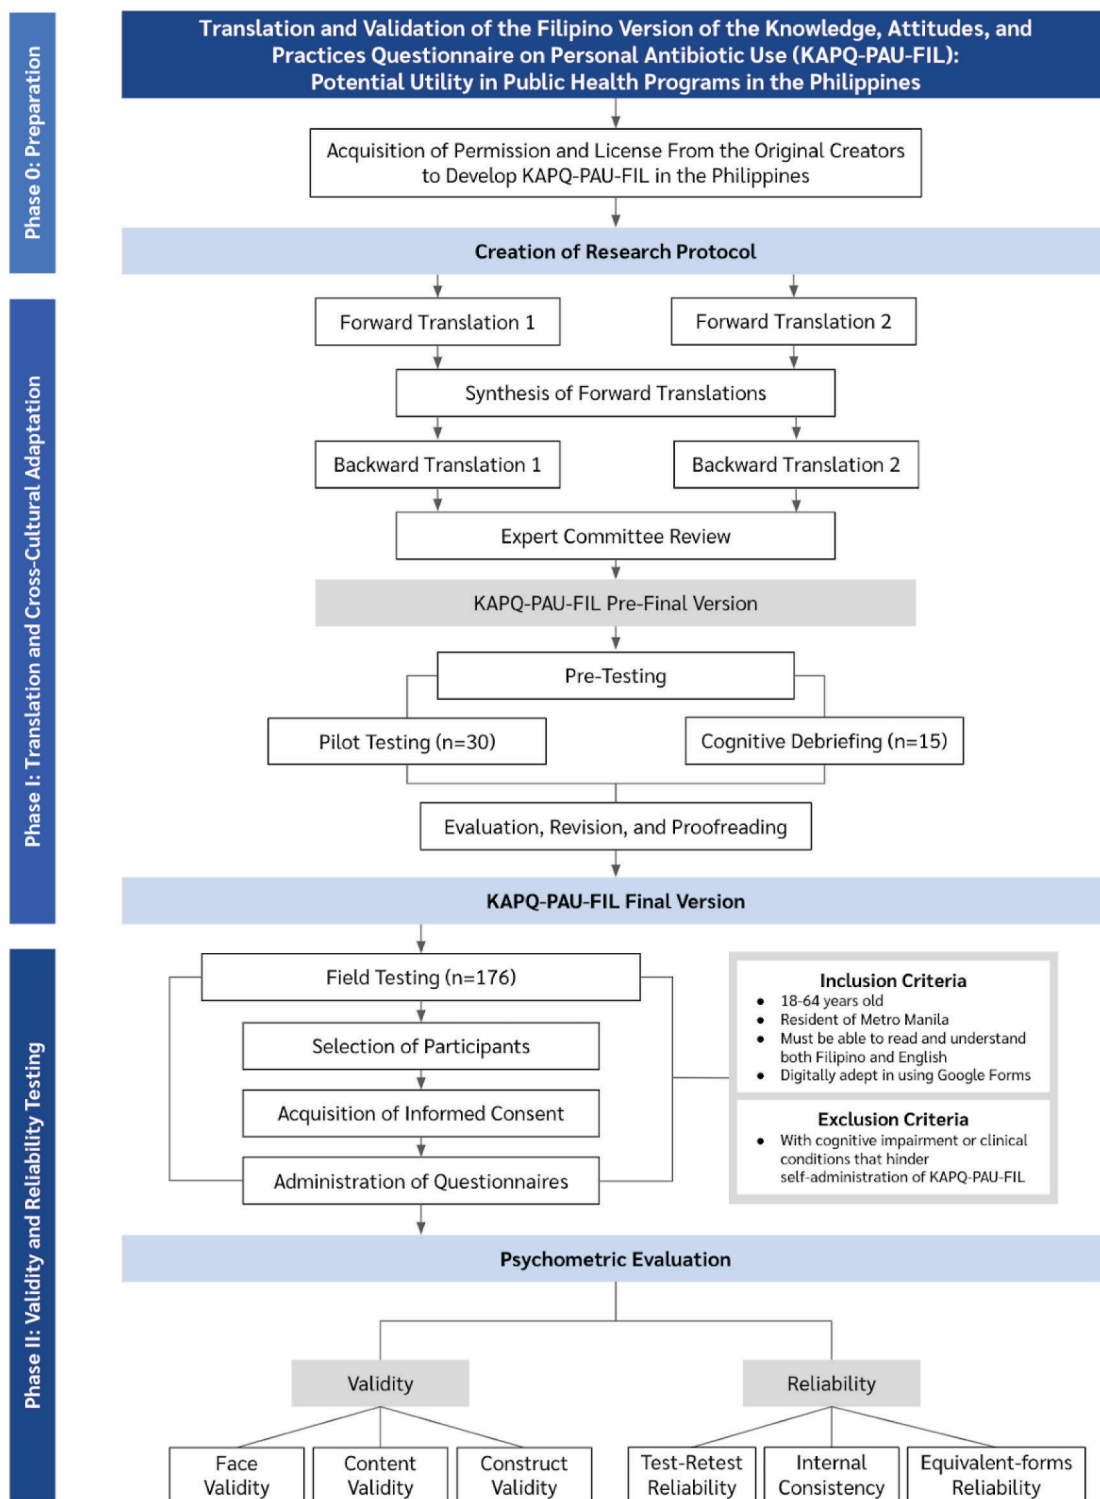 Translation and Validation of the Filipino Version of the Knowledge, Attitudes, and
Practices Questionnaire on Personal Antibiotic Use (KAPQ-PAU-FIL):
Potential Utility in Public Health Programs in the Philippines
Phase 0: Preparation
Acquisition of Permission and License From the Original Creators
to Develop KAPQ-PAU-FIL in the Philippines
Creation of Research Protocol
Phase I: Translation and Cross-Cultural Adaptation
Forward Translation 1
Forward Translation 2
Synthesis of Forward Translations
Backward Translation 1
Backward Translation 2
Expert Committee Review
KAPQ-PAU-FIL Pre-Final Version
Pre-Testing
Pilot Testing (n=30)
Cognitive Debriefing (n=15)
Evaluation, Revision, and Proofreading
KAPQ-PAU-FIL Final Version
Phase II: Validity and Reliability Testing
Field Testing (n=176)
Selection of Participants
Acquisition of Informed Consent
Administration of Questionnaires
Inclusion Criteria
● 18-64 years old
● Resident of Metro Manila
● Must be able to read and understand
both Filipino and English
● Digitally adept in using Google Forms
Exclusion Criteria
● With cognitive impairment or clinical
conditions that hinder
self-administration of KAPQ-PAU-FIL
Psychometric Evaluation
Validity
Reliability
Face
Validity
Content
Validity
Construct
Validity
Test-Retest
Reliability
Internal
Consistency
Equivalent-forms
Reliability